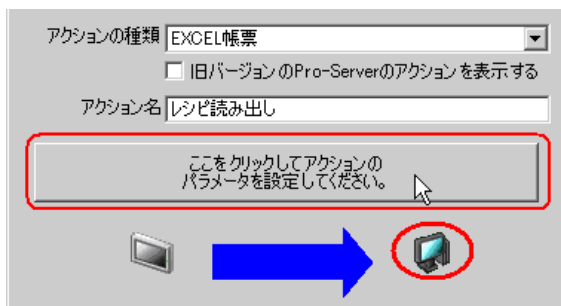 アクションの種類 EXCEL帳票
旧バージョンのPro-Serverのアクションを表示する
アクション名 レシピ読み出し
ここをクリックしてアクションの
パラメータを設定してください。